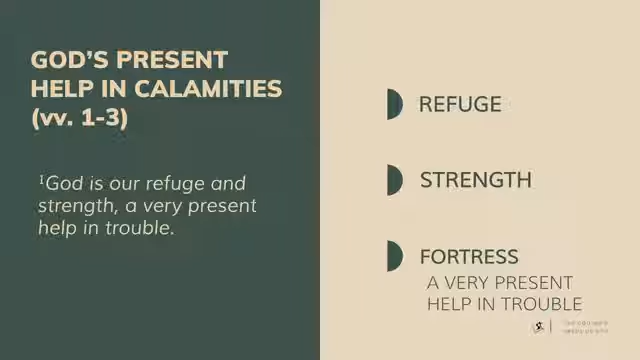 GOD’S PRESENT
HELP IN CALAMITIES
(vv. 1-3)
¹God is our refuge and
strength, a very present
help in trouble.
REFUGE
STRENGTH
FORTRESS
A VERY PRESENT
HELP IN TROUBLE